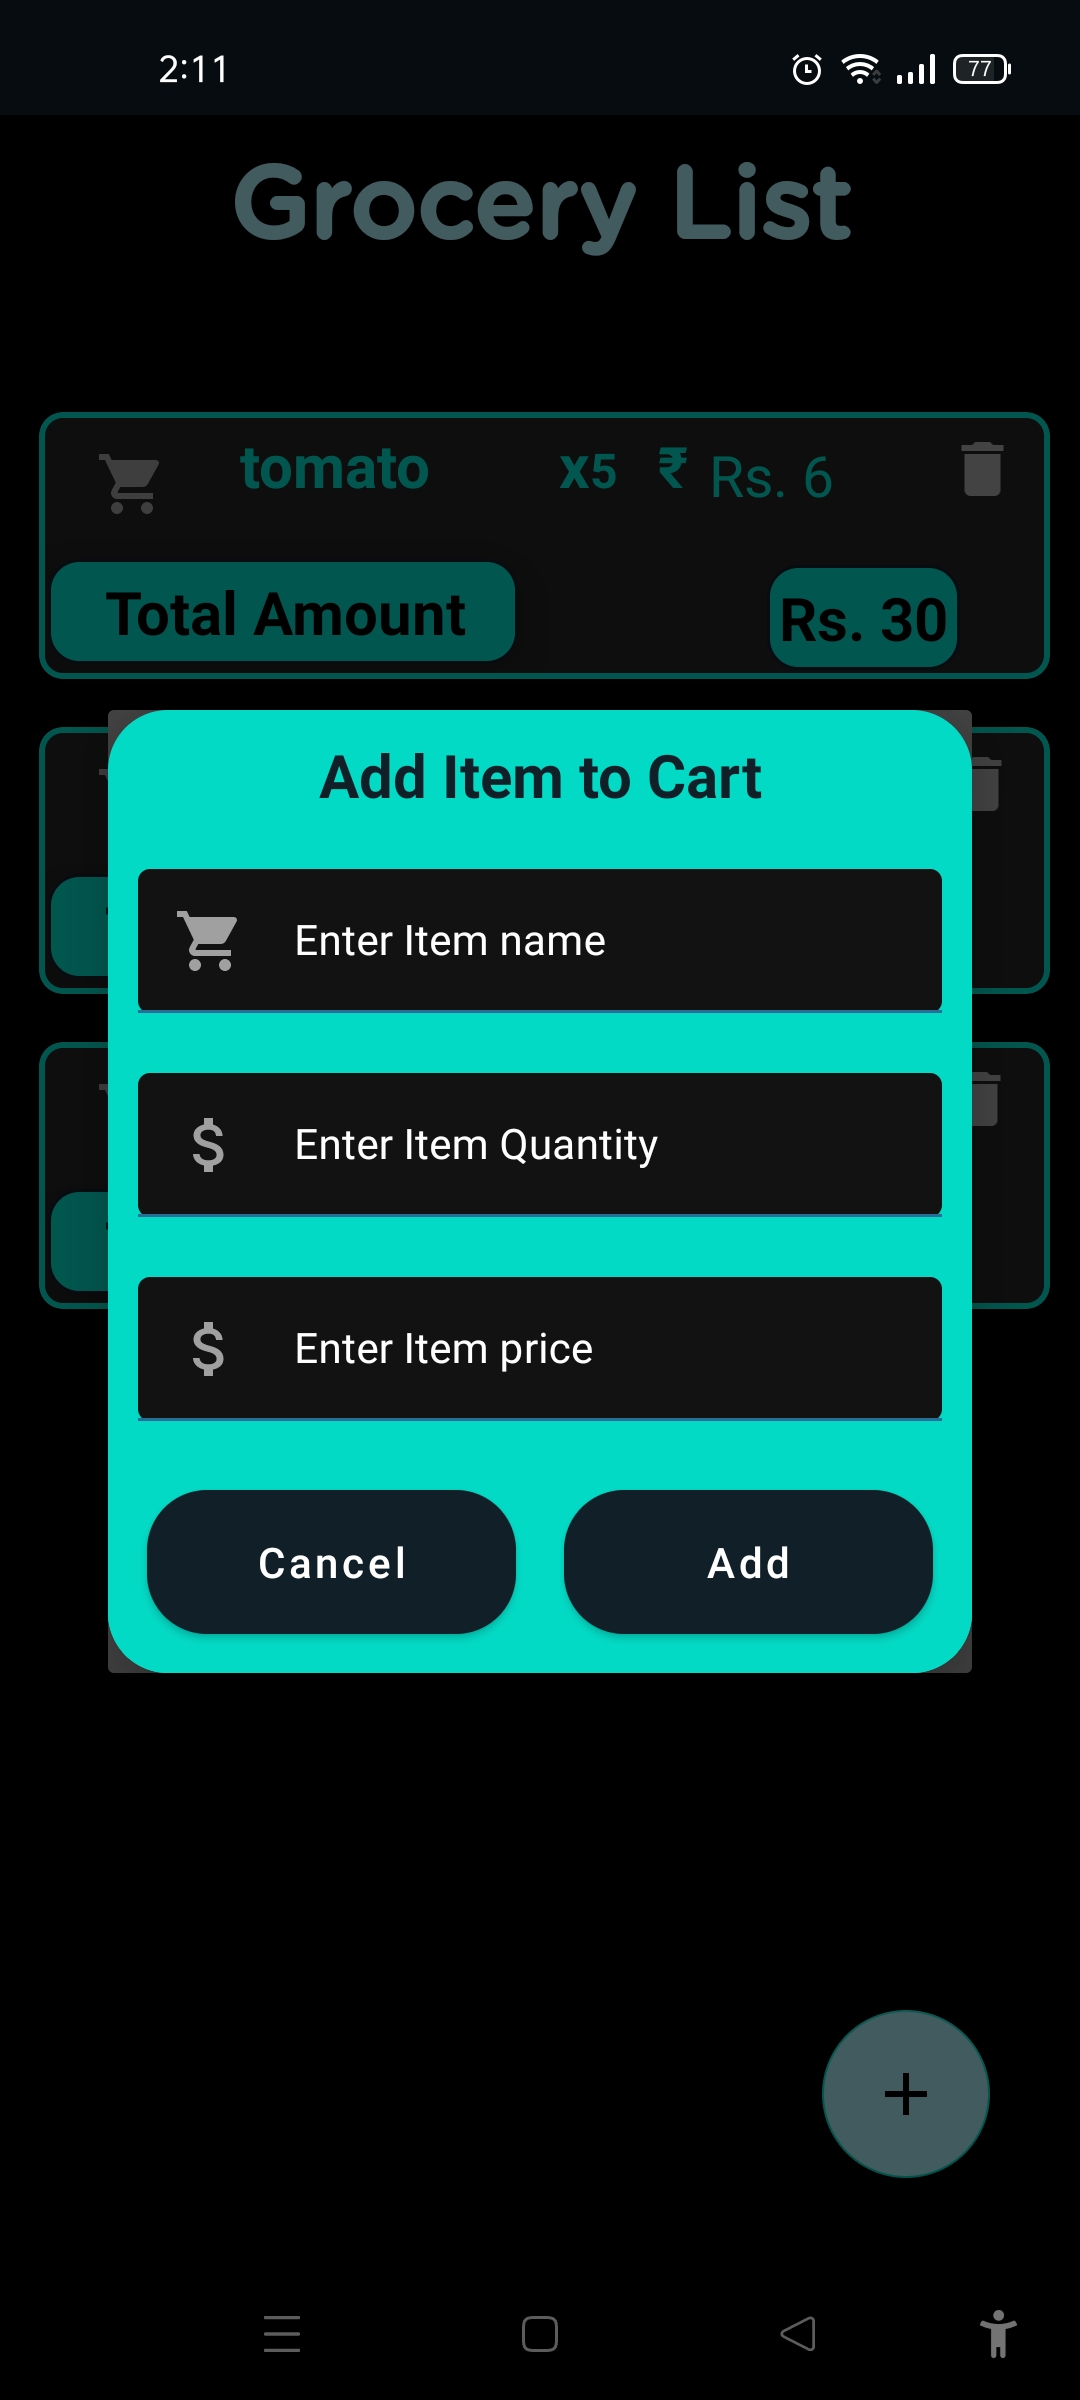 2:11
77
Grocery List
tomato x5 ₹ Rs. 6
Total Amount Rs. 30
Add Item to Cart
Enter Item name
$ Enter Item Quantity
$ Enter Item price
Cancel Add
+